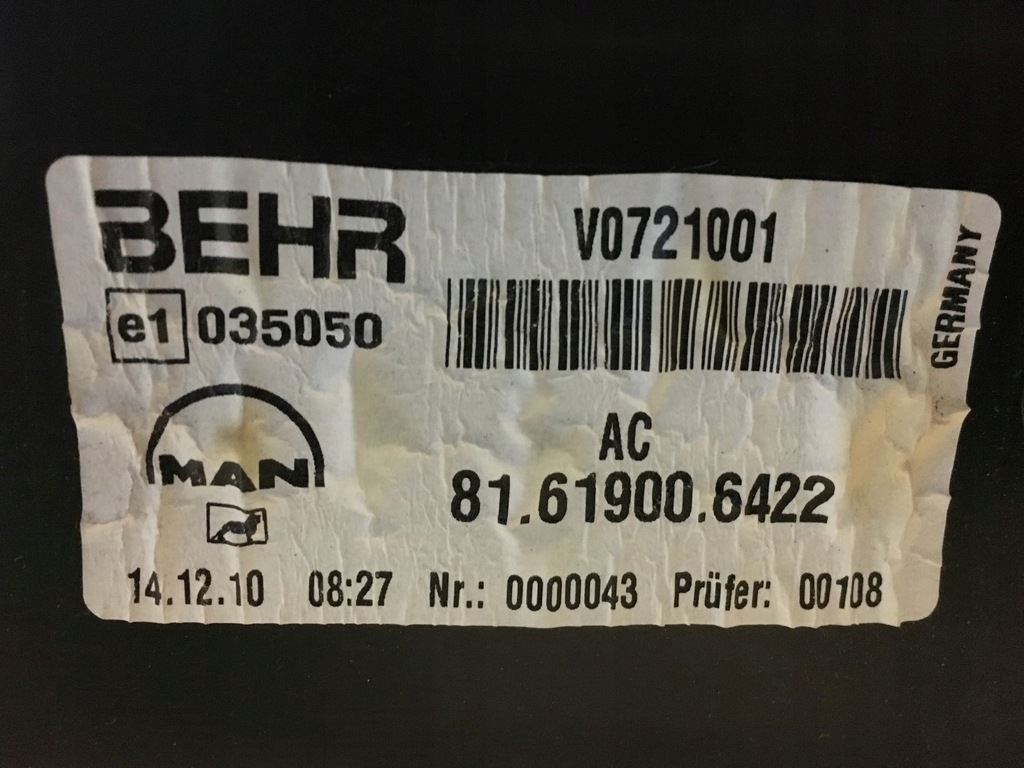 BEHR
V0721001
GERMANY
e1 035050
MAN
AC
81.61900.6422
14.12.10 08:27 Nr.: 0000043 Prüfer: 00108